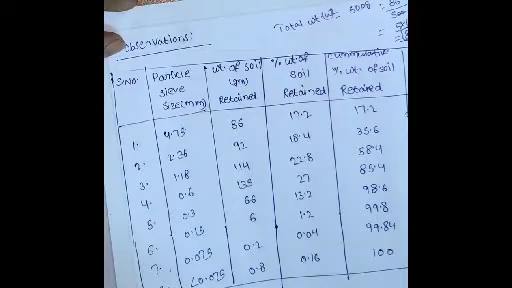 Observations:
Total wt (wt) = 500g
S.No. Particle sieve size(mm) wt. of soil (gm) Retained % wt. of soil Retained cummulative % wt. of soil Retained
1. 4.75 86 17.2 17.2
2. 2.36 92 18.4 35.6
3. 1.18 114 22.8 58.4
4. 0.6 135 27 85.4
5. 0.3 66 13.2 98.6
6. 0.15 6 1.2 99.8
7. 0.075 0.2 0.04 99.84
<0.075 0.8 0.16 100